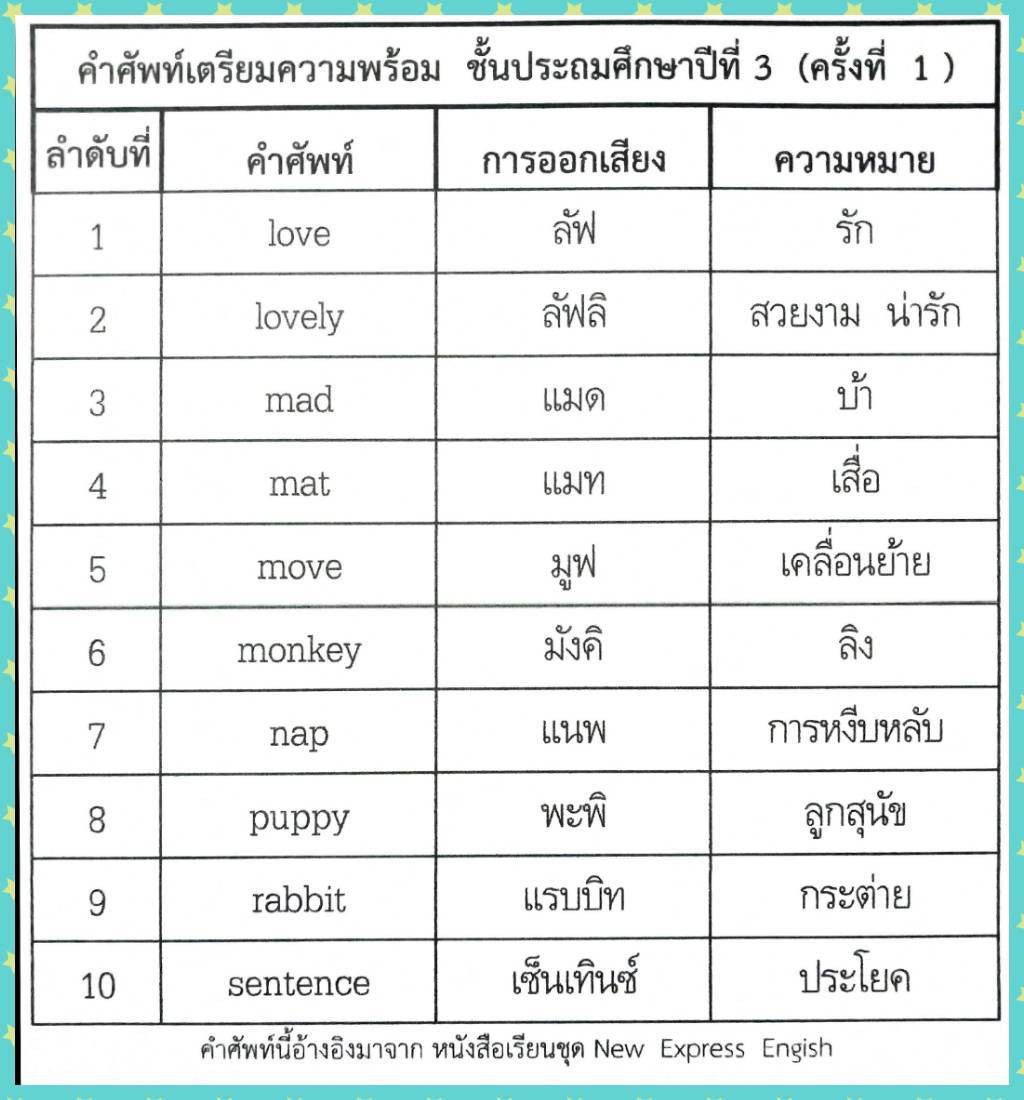 คำศัพท์เตรียมความพร้อม ชั้นประถมศึกษาปีที่ 3 (ครั้งที่ 1 )
ลำดับที่ คำศัพท์ การออกเสียง ความหมาย
1 love ลัฟ รัก
2 lovely ลัฟลิ สวยงาม น่ารัก
3 mad แมด บ้า
4 mat แมท เสื่อ
5 move มูฟ เคลื่อนย้าย
6 monkey มังคิ ลิง
7 nap แนพ การหงีบหลับ
8 puppy พะพิ ลูกสุนัข
9 rabbit แรบบิท กระต่าย
10 sentence เซ็นเทินซ์ ประโยค
คำศัพท์นี้อ้างอิงมาจาก หนังสือเรียนชุด New Express Engish